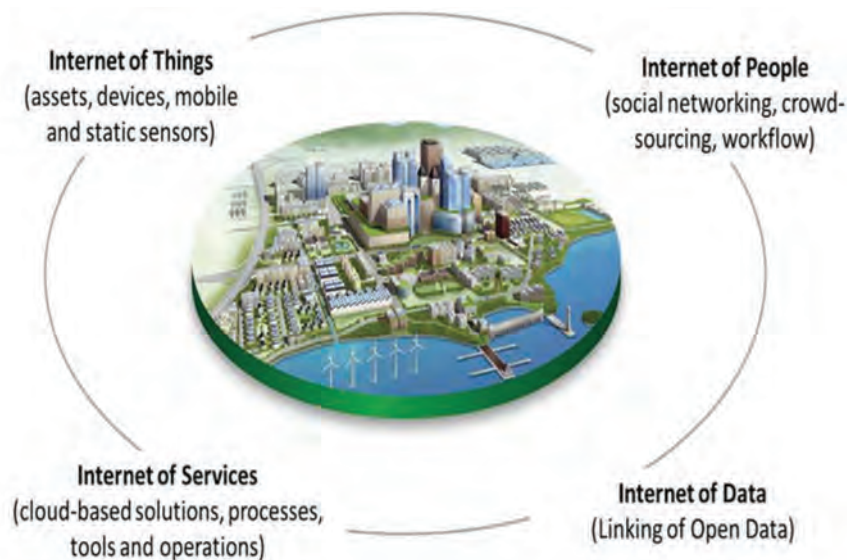 Internet of Things
(assets, devices, mobile
and static sensors)
Internet of People
(social networking, crowd-
sourcing, workflow)
Internet of Services
(cloud-based solutions, processes,
tools and operations)
Internet of Data
(Linking of Open Data)